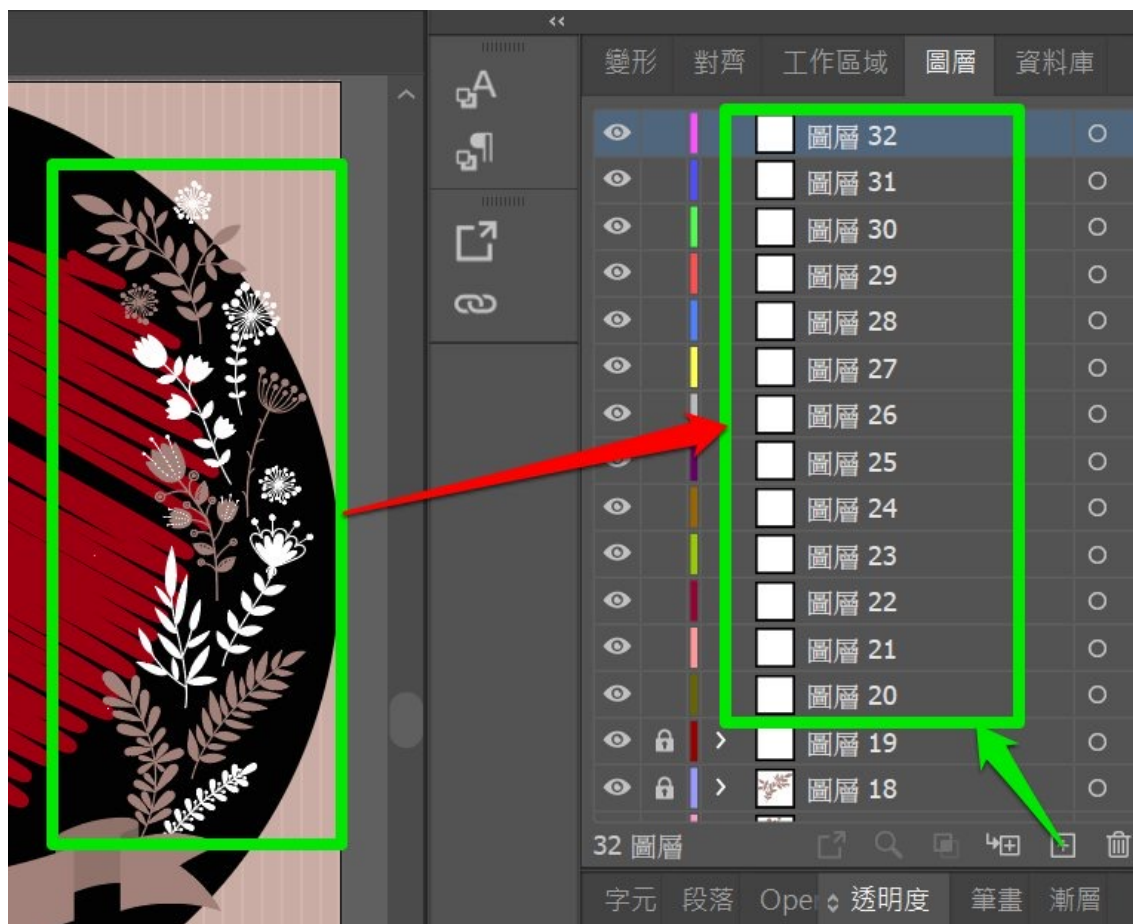 變形 對齊 工作區域 圖層 資料庫
圖層 32
圖層 31
圖層 30
圖層 29
圖層 28
圖層 27
圖層 26
圖層 25
圖層 24
圖層 23
圖層 22
圖層 21
圖層 20
圖層 19
圖層 18
32 圖層
字元 段落 Ope 透明度 筆畫 漸層